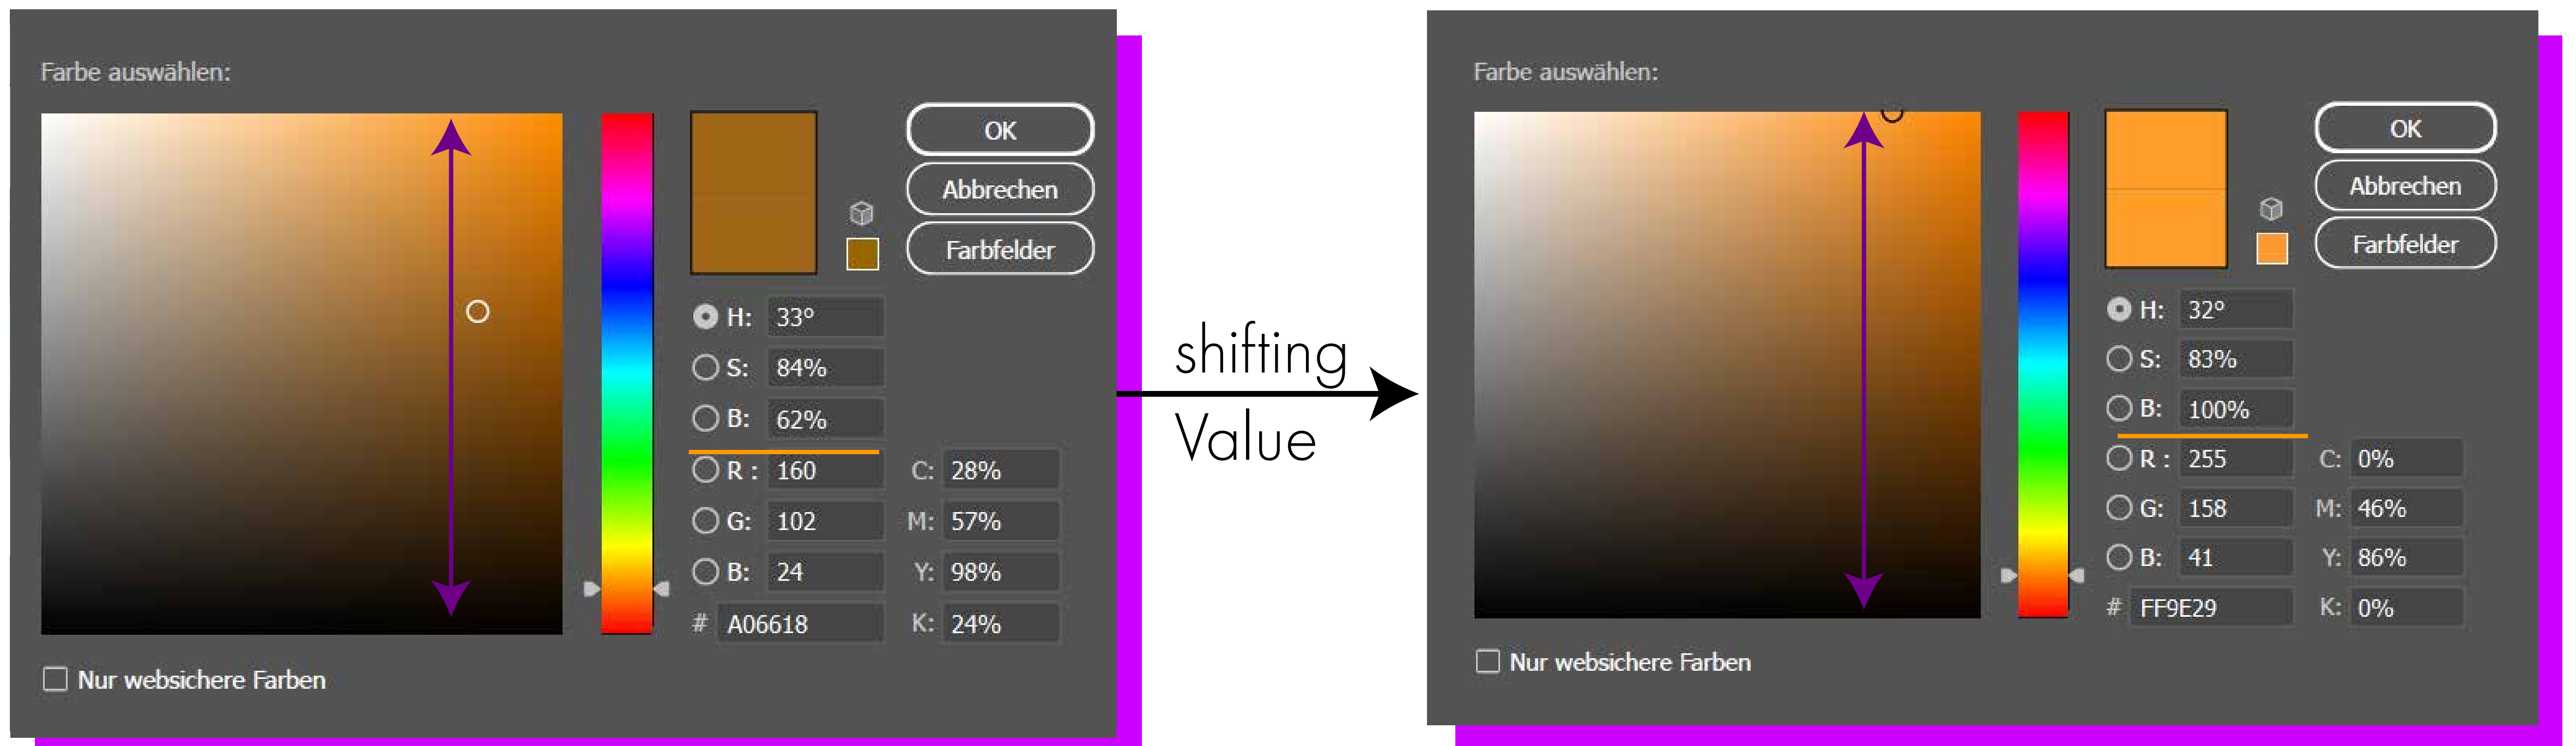 Farbe auswählen:
OK
Abbrechen
Farbfelder
H: 33°
S: 84%
B: 62%
R : 160 C: 28%
G: 102 M: 57%
B: 24 Y: 98%
# A06618 K: 24%
Nur websichere Farben
shifting
Value
Farbe auswählen:
OK
Abbrechen
Farbfelder
H: 32°
S: 83%
B: 100%
R : 255 C: 0%
G: 158 M: 46%
B: 41 Y: 86%
# FF9E29 K: 0%
Nur websichere Farben